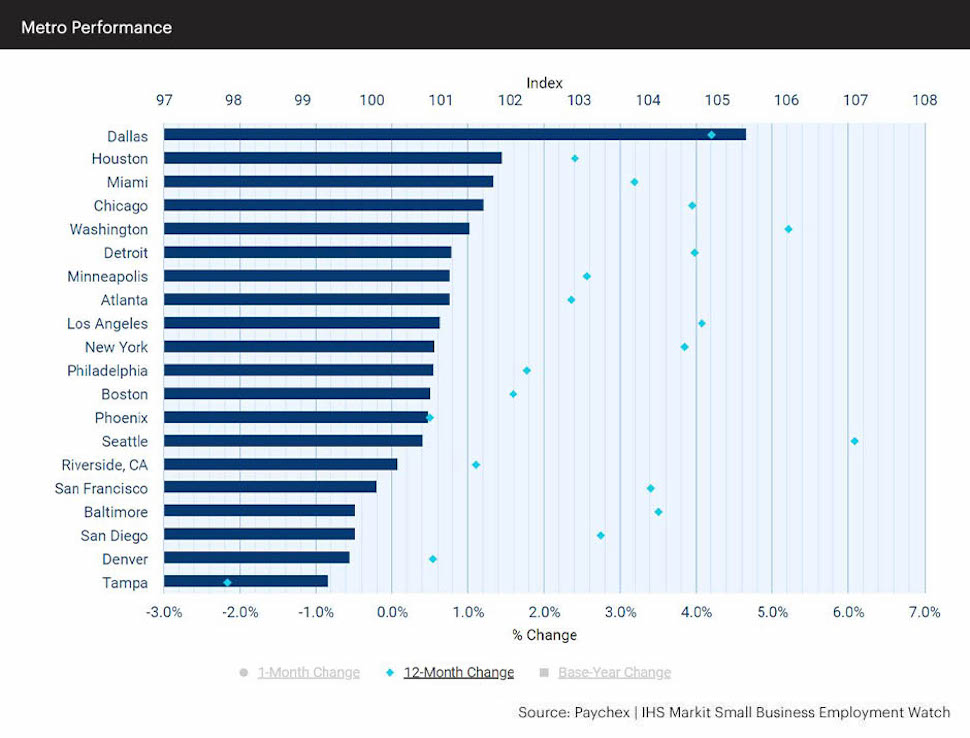 Metro Performance
Index
97 98 99 100 101 102 103 104 105 106 107 108
Dallas
Houston
Miami
Chicago
Washington
Detroit
Minneapolis
Atlanta
Los Angeles
New York
Philadelphia
Boston
Phoenix
Seattle
Riverside, CA
San Francisco
Baltimore
San Diego
Denver
Tampa
-3.0% -2.0% -1.0% 0.0% 1.0% 2.0% 3.0% 4.0% 5.0% 6.0% 7.0%
% Change
1-Month Change 12-Month Change Base-Year Change
Source: Paychex | IHS Markit Small Business Employment Watch